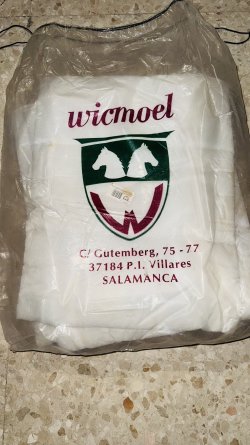 wicmoel
W
C/ Gutemberg, 75 - 77
37184 P.I. Villares
SALAMANCA